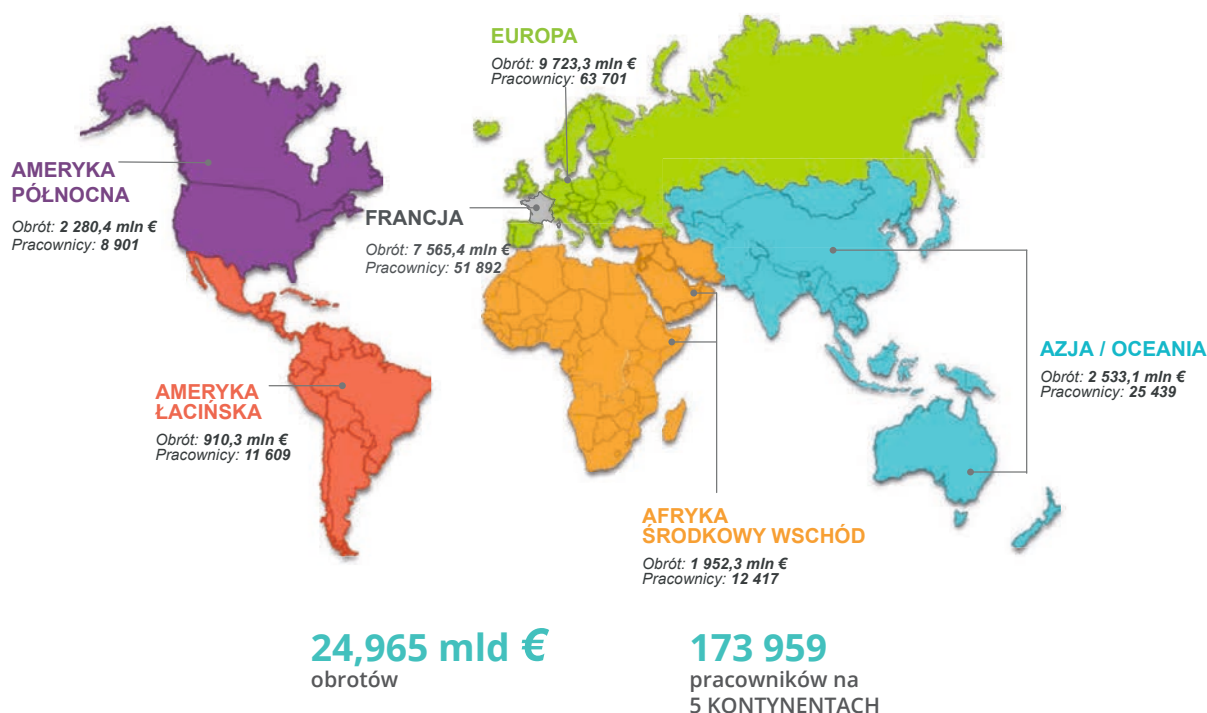 EUROPA
Obrót: 9 723,3 mln €
Pracownicy: 63 701
AMERYKA
PÓŁNOCNA
Obrót: 2 280,4 mln €
Pracownicy: 8 901
FRANCJA
Obrót: 7 565,4 mln €
Pracownicy: 51 892
AZJA / OCEANIA
Obrót: 2 533,1 mln €
Pracownicy: 25 439
AMERYKA
ŁACIŃSKA
Obrót: 910,3 mln €
Pracownicy: 11 609
AFRYKA
ŚRODKOWY WSCHÓD
Obrót: 1 952,3 mln €
Pracownicy: 12 417
24,965 mld €
obrotów
173 959
pracowników na
5 KONTYNENTACH